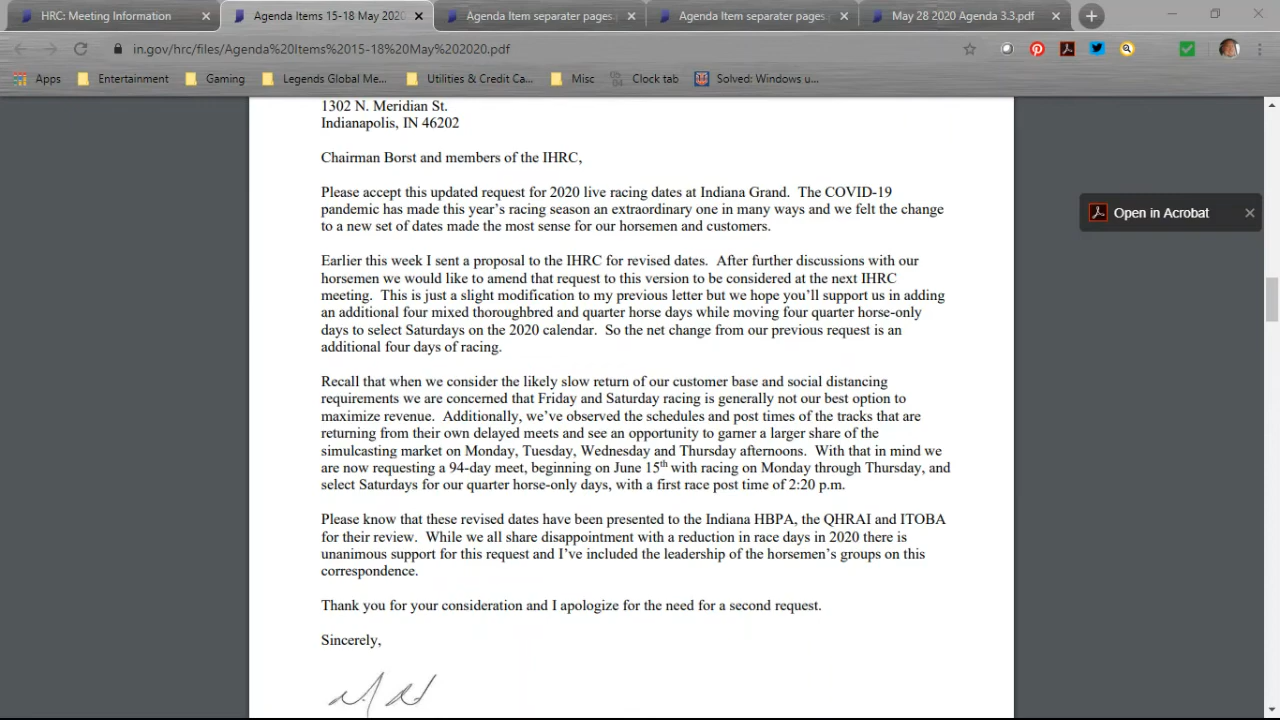 HRC: Meeting Information
Agenda Items 15-18 May 2020
Agenda Item separater pages
Agenda Item separater pages
May 28 2020 Agenda 3.3.pdf
in.gov/hrc/files/Agenda%20Items%2015-18%20May%202020.pdf
Apps
Entertainment
Gaming
Legends Global Me...
Utilities & Credit Ca...
Misc
Clock tab
Solved: Windows u...
1302 N. Meridian St.
Indianapolis, IN 46202
Chairman Borst and members of the IHRC,
Please accept this updated request for 2020 live racing dates at Indiana Grand. The COVID-19
pandemic has made this year's racing season an extraordinary one in many ways and we felt the change
to a new set of dates made the most sense for our horsemen and customers.
Earlier this week I sent a proposal to the IHRC for revised dates. After further discussions with our
horsemen we would like to amend that request to this version to be considered at the next IHRC
meeting. This is just a slight modification to my previous letter but we hope you'll support us in adding
an additional four mixed thoroughbred and quarter horse days while moving four quarter horse-only
days to select Saturdays on the 2020 calendar. So the net change from our previous request is an
additional four days of racing.
Recall that when we consider the likely slow return of our customer base and social distancing
requirements we are concerned that Friday and Saturday racing is generally not our best option to
maximize revenue. Additionally, we've observed the schedules and post times of the tracks that are
returning from their own delayed meets and see an opportunity to garner a larger share of the
simulcasting market on Monday, Tuesday, Wednesday and Thursday afternoons. With that in mind we
are now requesting a 94-day meet, beginning on June 15th with racing on Monday through Thursday, and
select Saturdays for our quarter horse-only days, with a first race post time of 2:20 p.m.
Please know that these revised dates have been presented to the Indiana HBPA, the QHRAI and ITOBA
for their review. While we all share disappointment with a reduction in race days in 2020 there is
unanimous support for this request and I've included the leadership of the horsemen's groups on this
correspondence.
Thank you for your consideration and I apologize for the need for a second request.
Sincerely,
Open in Acrobat